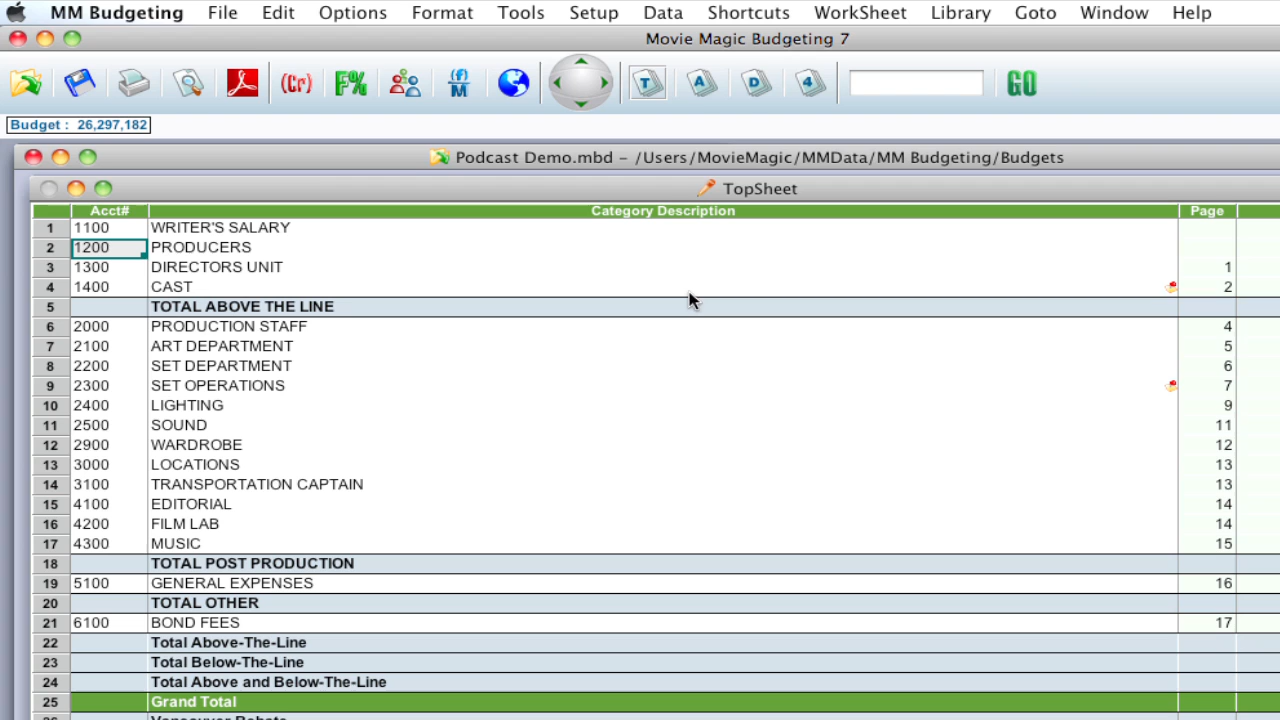 MM Budgeting File Edit Options Format Tools Setup Data Shortcuts WorkSheet Library Goto Window Help
Movie Magic Budgeting 7
(Cr) F% f(x) M T A D 4 GO
Budget : 26,297,182
Podcast Demo.mbd – /Users/MovieMagic/MMData/MM Budgeting/Budgets
TopSheet
Acct# Category Description Page
1 1100 WRITER'S SALARY
2 1200 PRODUCERS
3 1300 DIRECTORS UNIT 1
4 1400 CAST 2
5 TOTAL ABOVE THE LINE
6 2000 PRODUCTION STAFF 4
7 2100 ART DEPARTMENT 5
8 2200 SET DEPARTMENT 6
9 2300 SET OPERATIONS 7
10 2400 LIGHTING 9
11 2500 SOUND 11
12 2900 WARDROBE 12
13 3000 LOCATIONS 13
14 3100 TRANSPORTATION CAPTAIN 13
15 4100 EDITORIAL 14
16 4200 FILM LAB 14
17 4300 MUSIC 15
18 TOTAL POST PRODUCTION
19 5100 GENERAL EXPENSES 16
20 TOTAL OTHER
21 6100 BOND FEES 17
22 Total Above-The-Line
23 Total Below-The-Line
24 Total Above and Below-The-Line
25 Grand Total